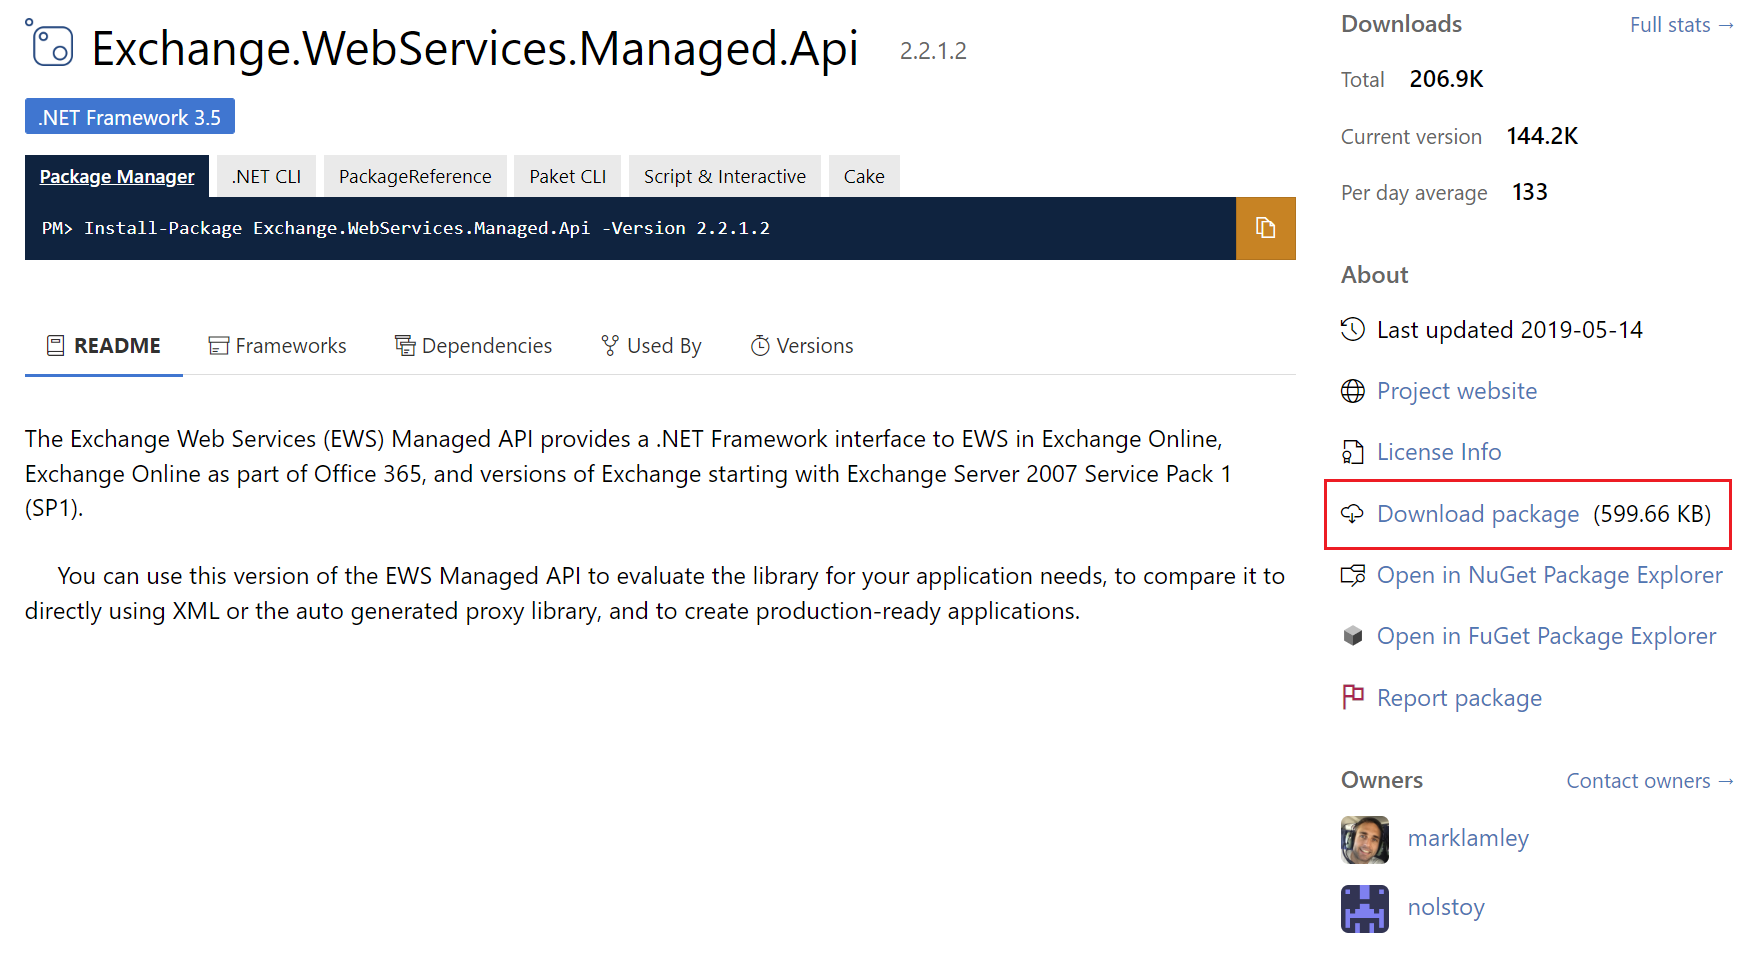 Exchange.WebServices.Managed.Api 2.2.1.2
.NET Framework 3.5
Package Manager .NET CLI PackageReference Paket CLI Script & Interactive Cake
PM> Install-Package Exchange.WebServices.Managed.Api -Version 2.2.1.2
README Frameworks Dependencies Used By Versions
The Exchange Web Services (EWS) Managed API provides a .NET Framework interface to EWS in Exchange Online,
Exchange Online as part of Office 365, and versions of Exchange starting with Exchange Server 2007 Service Pack 1
(SP1).
You can use this version of the EWS Managed API to evaluate the library for your application needs, to compare it to
directly using XML or the auto generated proxy library, and to create production-ready applications.
Downloads Full stats →
Total 206.9K
Current version 144.2K
Per day average 133
About
Last updated 2019-05-14
Project website
License Info
Download package (599.66 KB)
Open in NuGet Package Explorer
Open in FuGet Package Explorer
Report package
Owners Contact owners →
marklamley
nolstoy